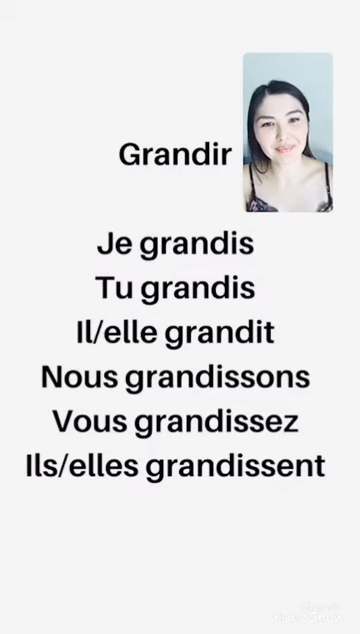 Grandir
Je grandis
Tu grandis
Il/elle grandit
Nous grandissons
Vous grandissez
Ils/elles grandissent